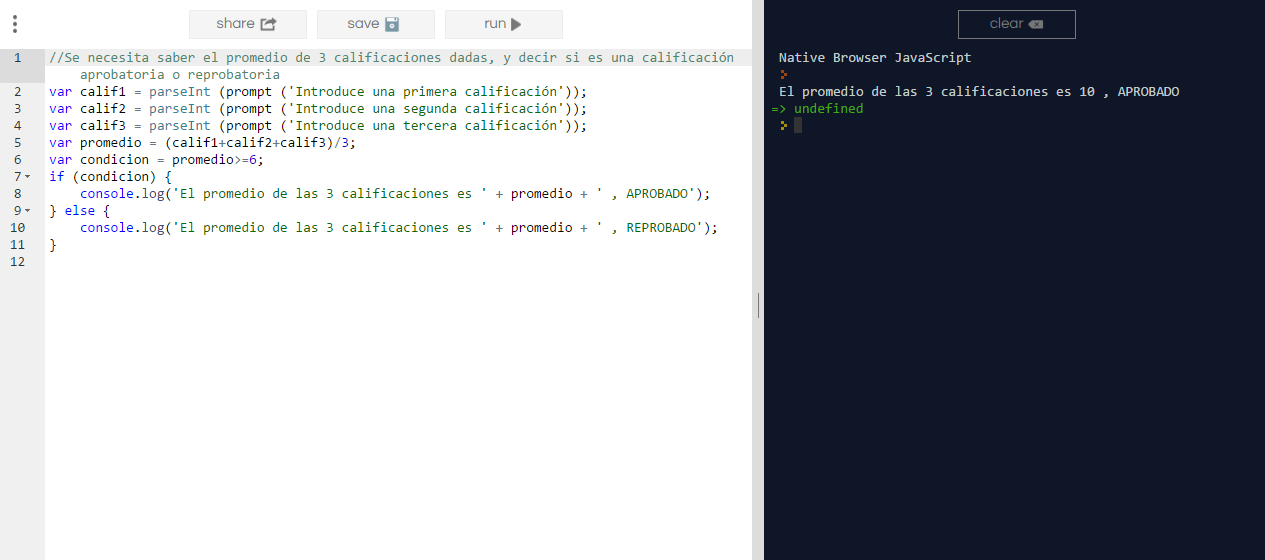 share save run
1 //Se necesita saber el promedio de 3 calificaciones dadas, y decir si es una calificación
aprobatoria o reprobatoria
2 var calif1 = parseInt (prompt ('Introduce una primera calificación'));
3 var calif2 = parseInt (prompt ('Introduce una segunda calificación'));
4 var calif3 = parseInt (prompt ('Introduce una tercera calificación'));
5 var promedio = (calif1+calif2+calif3)/3;
6 var condicion = promedio>=6;
7 if (condicion) {
8 console.log('El promedio de las 3 calificaciones es ' + promedio + ' , APROBADO');
9 } else {
10 console.log('El promedio de las 3 calificaciones es ' + promedio + ' , REPROBADO');
11 }
12
clear
Native Browser JavaScript
El promedio de las 3 calificaciones es 10 , APROBADO
=> undefined